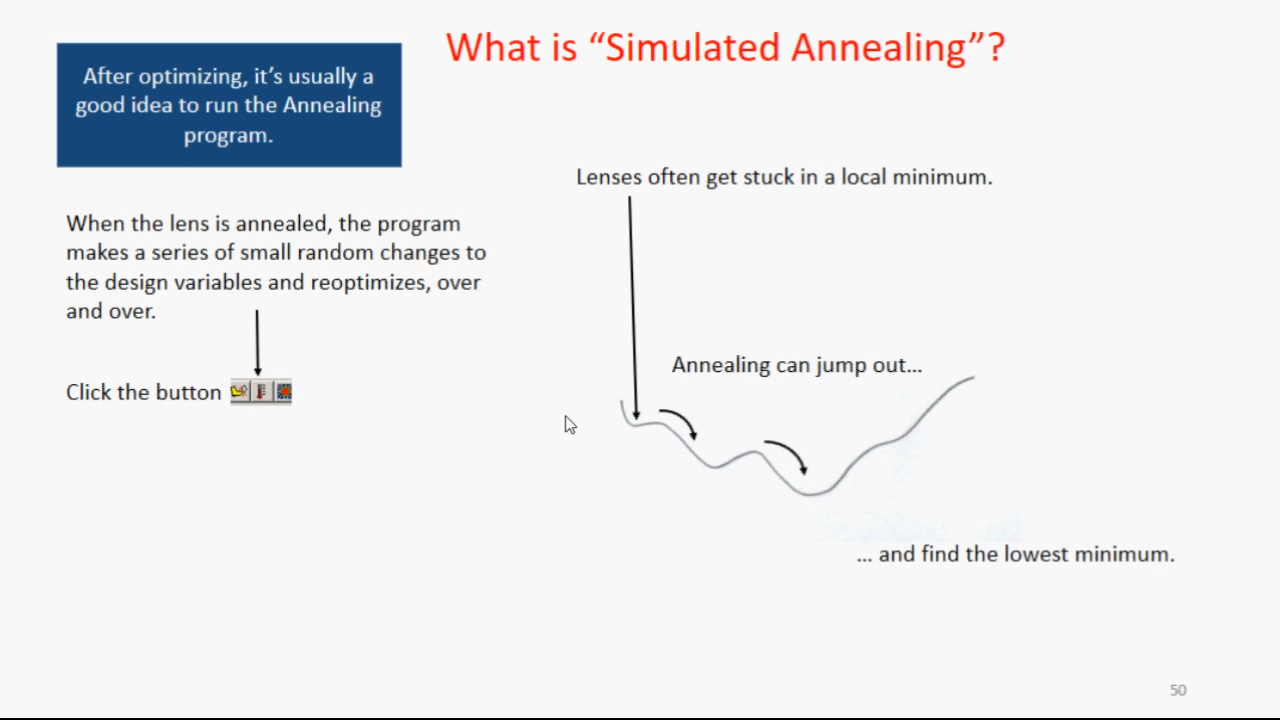 What is “Simulated Annealing”?
After optimizing, it’s usually a
good idea to run the Annealing
program.
Lenses often get stuck in a local minimum.
When the lens is annealed, the program
makes a series of small random changes to
the design variables and reoptimizes, over
and over.
Annealing can jump out...
Click the button
... and find the lowest minimum.
50